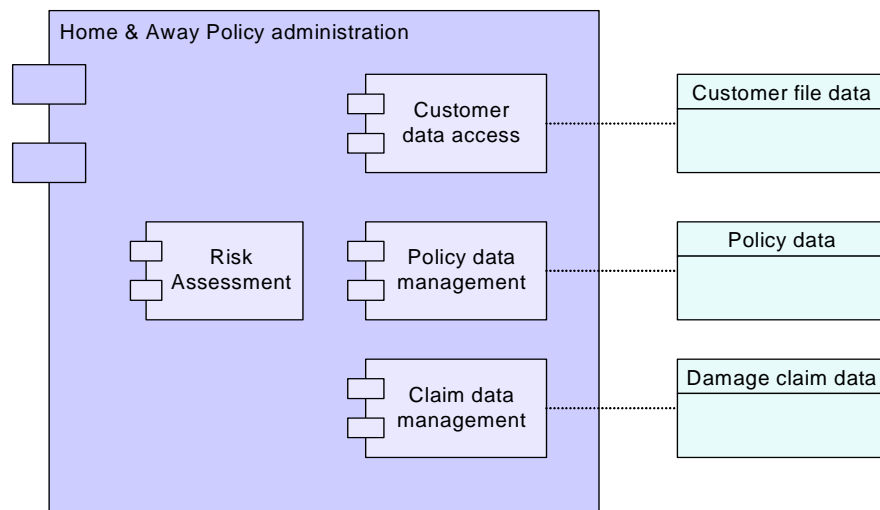 Home & Away Policy administration
Customer
data access
Customer file data
Risk
Assessment
Policy data
management
Policy data
Claim data
management
Damage claim data